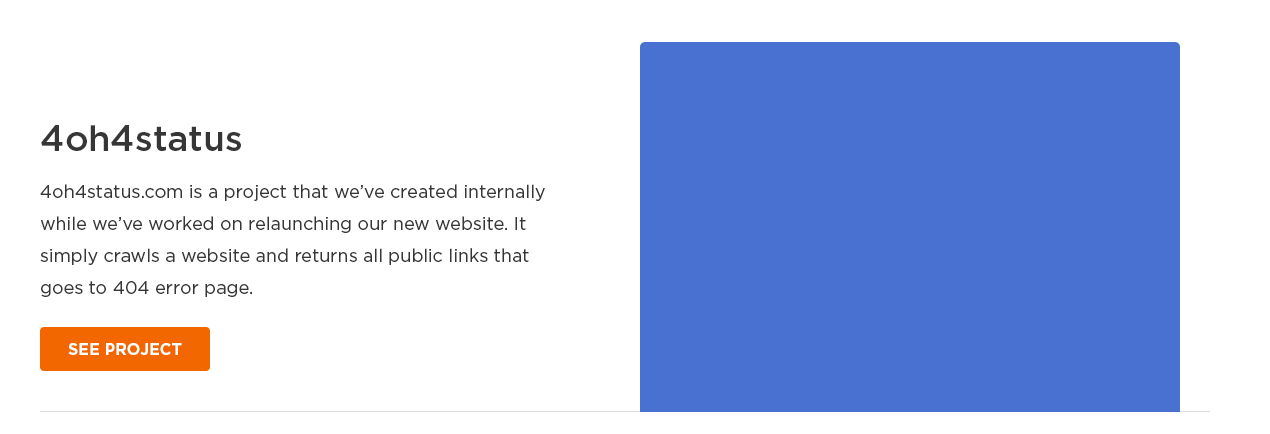 4oh4status
4oh4status.com is a project that we’ve created internally
while we’ve worked on relaunching our new website. It
simply crawls a website and returns all public links that
goes to 404 error page.
SEE PROJECT